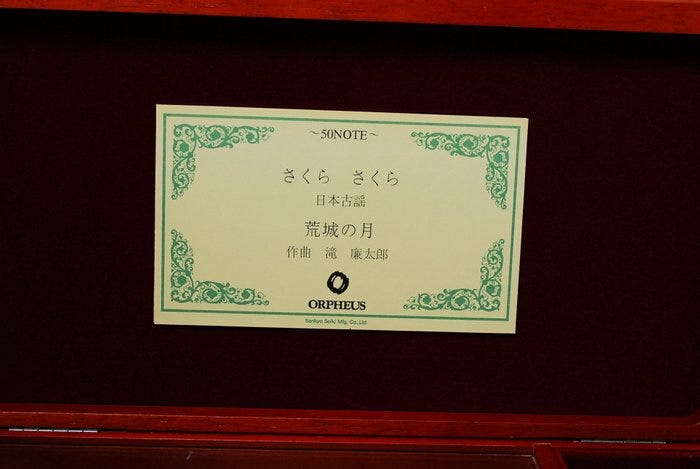 ～50NOTE～
さくら　さくら
日本古謡
荒城の月
作曲　滝　廉太郎
ORPHEUS
Sankyo Seiki Mfg. Co., Ltd